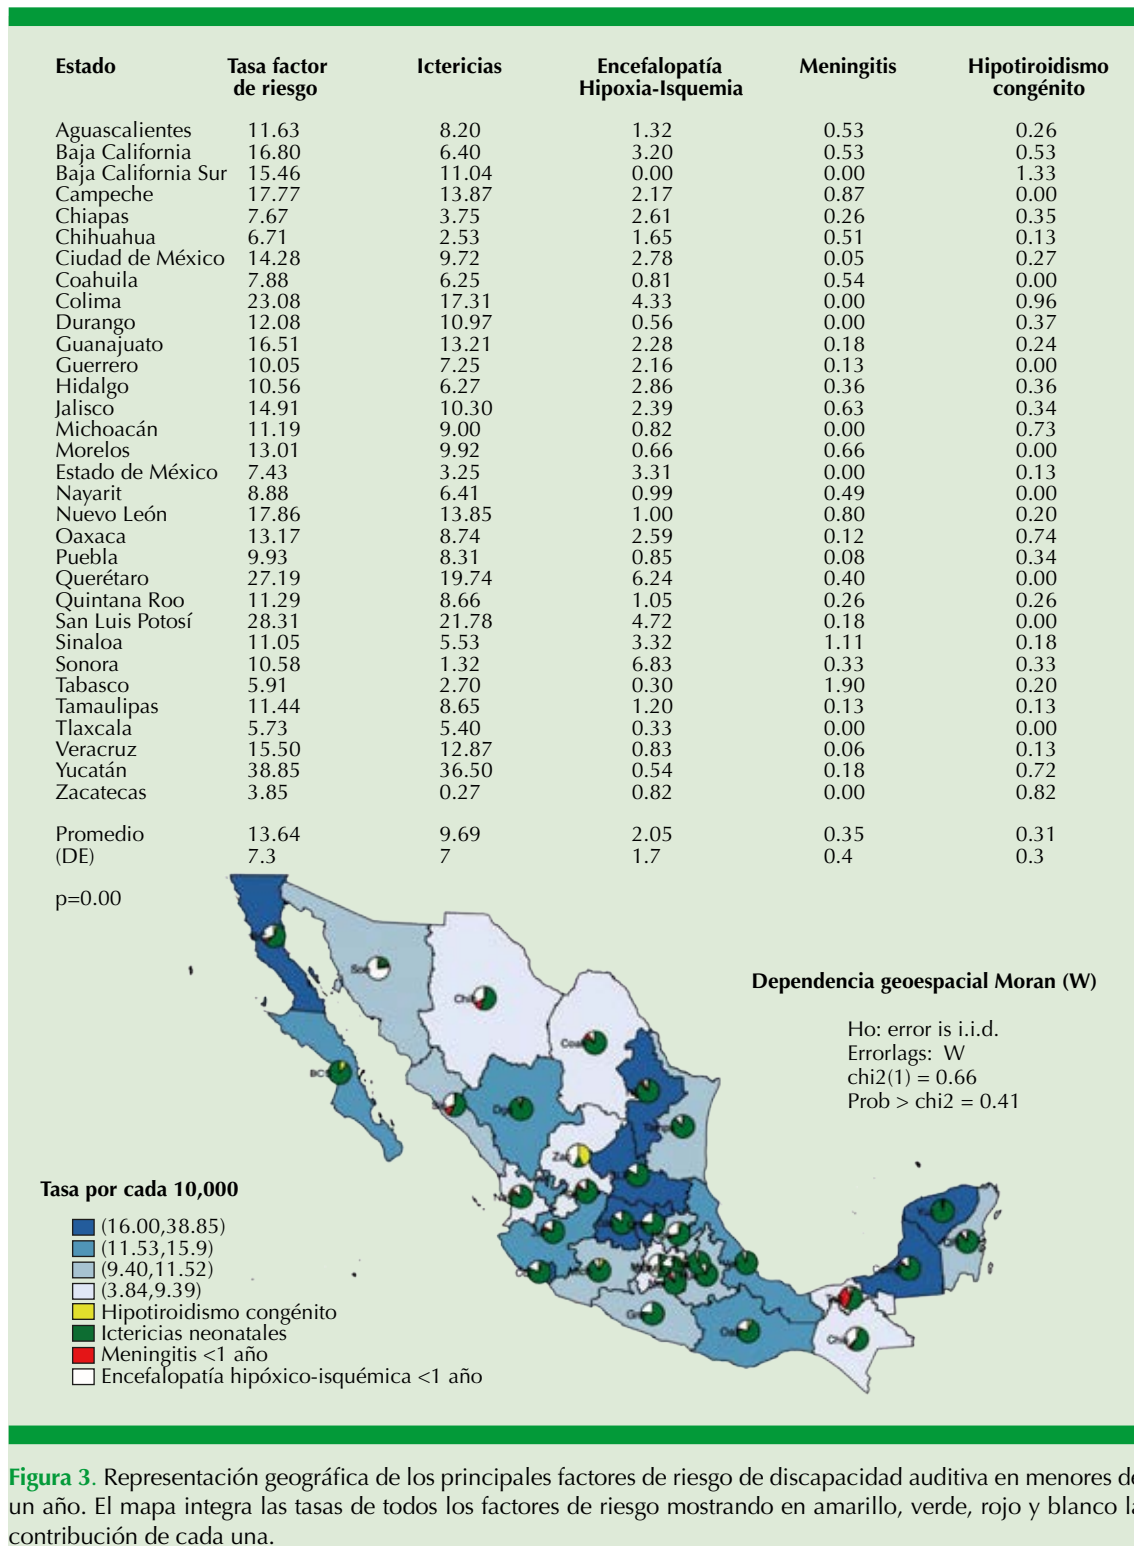 Estado Tasa factor de riesgo Ictericias Encefalopatía Hipoxia-Isquemia Meningitis Hipotiroidismo congénito
Aguascalientes 11.63 8.20 1.32 0.53 0.26
Baja California 16.80 6.40 3.20 0.53 0.53
Baja California Sur 15.46 11.04 0.00 0.00 1.33
Campeche 17.77 13.87 2.17 0.87 0.00
Chiapas 7.67 3.75 2.61 0.26 0.35
Chihuahua 6.71 2.53 1.65 0.51 0.13
Ciudad de México 14.28 9.72 2.78 0.05 0.27
Coahuila 7.88 6.25 0.81 0.54 0.00
Colima 23.08 17.31 4.33 0.00 0.96
Durango 12.08 10.97 0.56 0.00 0.37
Guanajuato 16.51 13.21 2.28 0.18 0.24
Guerrero 10.05 7.25 2.16 0.13 0.00
Hidalgo 10.56 6.27 2.86 0.36 0.36
Jalisco 14.91 10.30 2.39 0.63 0.34
Michoacán 11.19 9.00 0.82 0.00 0.73
Morelos 13.01 9.92 0.66 0.66 0.00
Estado de México 7.43 3.25 3.31 0.00 0.13
Nayarit 8.88 6.41 0.99 0.49 0.00
Nuevo León 17.86 13.85 1.00 0.80 0.20
Oaxaca 13.17 8.74 2.59 0.12 0.74
Puebla 9.93 8.31 0.85 0.08 0.34
Querétaro 27.19 19.74 6.24 0.40 0.00
Quintana Roo 11.29 8.66 1.05 0.26 0.26
San Luis Potosí 28.31 21.78 4.72 0.18 0.00
Sinaloa 11.05 5.53 3.32 1.11 0.18
Sonora 10.58 1.32 6.83 0.33 0.33
Tabasco 5.91 2.70 0.30 1.90 0.20
Tamaulipas 11.44 8.65 1.20 0.13 0.13
Tlaxcala 5.73 5.40 0.33 0.00 0.00
Veracruz 15.50 12.87 0.83 0.06 0.13
Yucatán 38.85 36.50 0.54 0.18 0.72
Zacatecas 3.85 0.27 0.82 0.00 0.82
Promedio 13.64 9.69 2.05 0.35 0.31
(DE) 7.3 7 1.7 0.4 0.3
p=0.00
Dependencia geoespacial Moran (W)
Ho: error is i.i.d.
Errorlags: W
chi2(1) = 0.66
Prob > chi2 = 0.41
BCS
Tasa por cada 10,000
(16.00,38.85)
(11.53,15.9)
(9.40,11.52)
(3.84,9.39)
Hipotiroidismo congénito
Ictericias neonatales
Meningitis <1 año
Encefalopatía hipóxico-isquémica <1 año
Figura 3. Representación geográfica de los principales factores de riesgo de discapacidad auditiva en menores de
un año. El mapa integra las tasas de todos los factores de riesgo mostrando en amarillo, verde, rojo y blanco la
contribución de cada una.